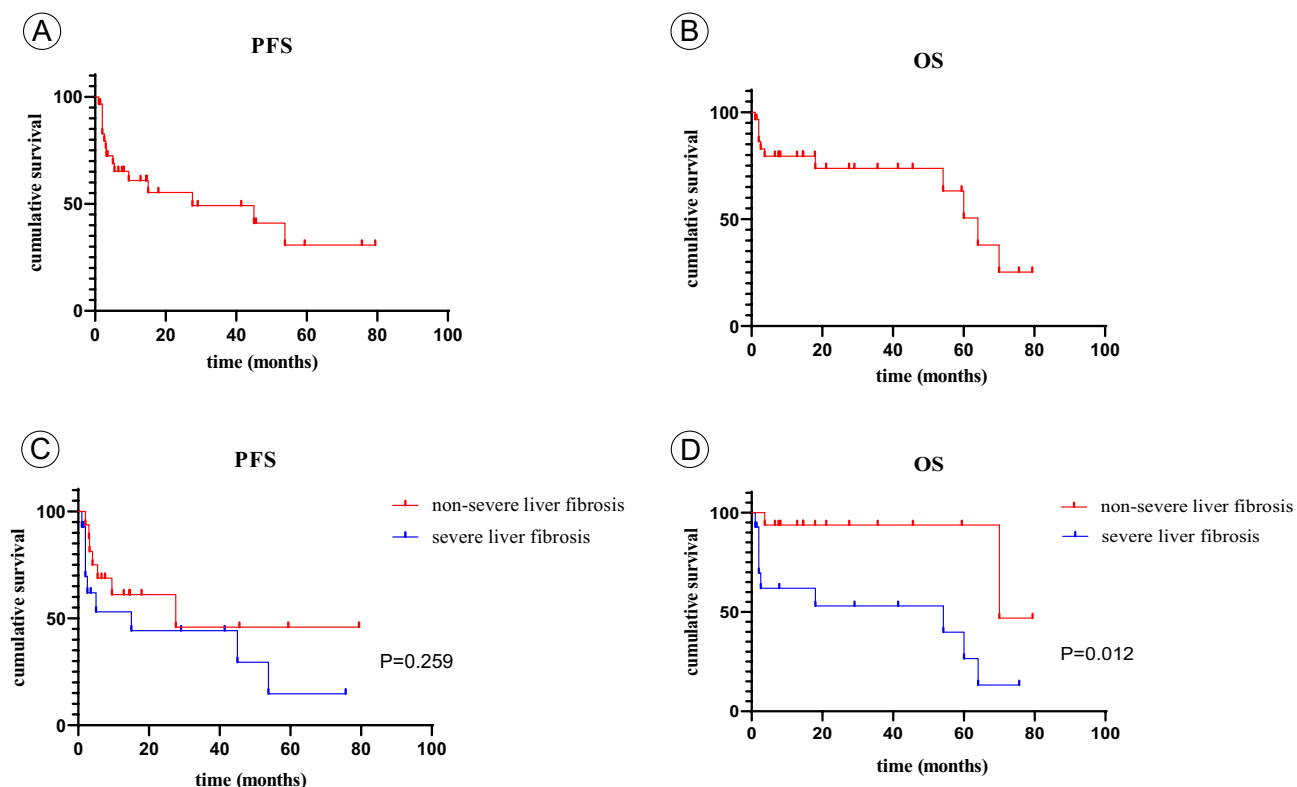 A
PFS
cumulative survival
100
50
0
0 20 40 60 80 100
time (months)
B
OS
cumulative survival
100
50
0
0 20 40 60 80 100
time (months)
C
PFS
cumulative survival
100
50
0
0 20 40 60 80 100
time (months)
non-severe liver fibrosis
severe liver fibrosis
P=0.259
D
OS
cumulative survival
100
50
0
0 20 40 60 80 100
time (months)
non-severe liver fibrosis
severe liver fibrosis
P=0.012